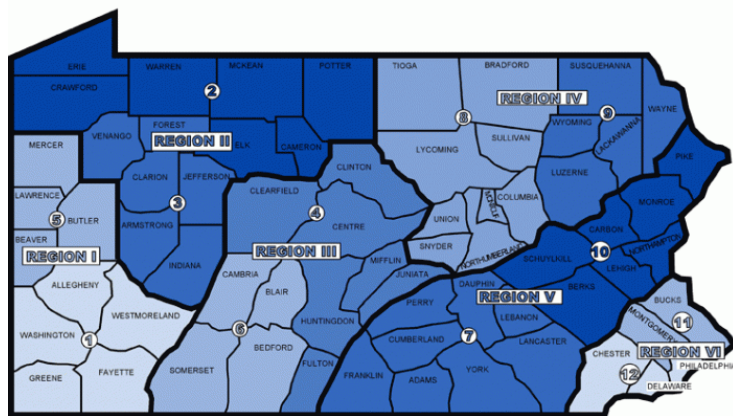 ERIE
WARREN
MCKEAN
POTTER
TIOGA
BRADFORD
SUSQUEHANNA
CRAWFORD
2
REGION IV
WAYNE
8
9
VENANGO
FOREST
REGION II
WYOMING
LACKAWANNA
MERCER
ELK
CAMERON
LYCOMING
SULLIVAN
PIKE
CLINTON
LUZERNE
CLARION
JEFFERSON
CLEARFIELD
COLUMBIA
MONROE
LAWRENCE
3
4
UNION
MONTOUR
CARBON
5
BUTLER
ARMSTRONG
CENTRE
SNYDER
NORTHUMBERLAND
NORTHAMPTON
BEAVER
REGION I
INDIANA
REGION III
MIFFLIN
SCHUYLKILL
10
LEHIGH
ALLEGHENY
CAMBRIA
JUNIATA
DAUPHIN
REGION V
BERKS
BLAIR
PERRY
LEBANON
BUCKS
WESTMORELAND
HUNTINGDON
MONTGOMERY
11
WASHINGTON
1
6
CUMBERLAND
7
LANCASTER
REGION VI
BEDFORD
CHESTER
PHILADELPHIA
GREENE
FAYETTE
SOMERSET
FULTON
FRANKLIN
ADAMS
YORK
12
DELAWARE